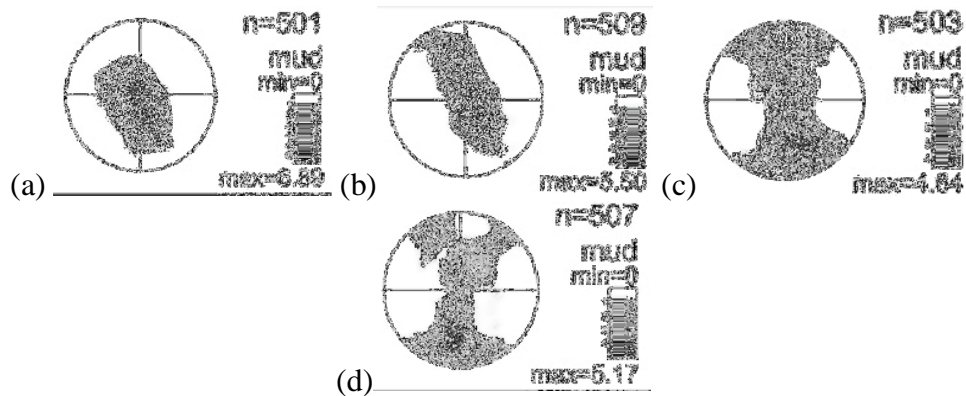 n=501
mud
min=0
max=6.89
(a)
n=509
mud
min=0
max=5.50
(b)
n=503
mud
min=0
max=4.84
(c)
n=507
mud
min=0
max=5.17
(d)